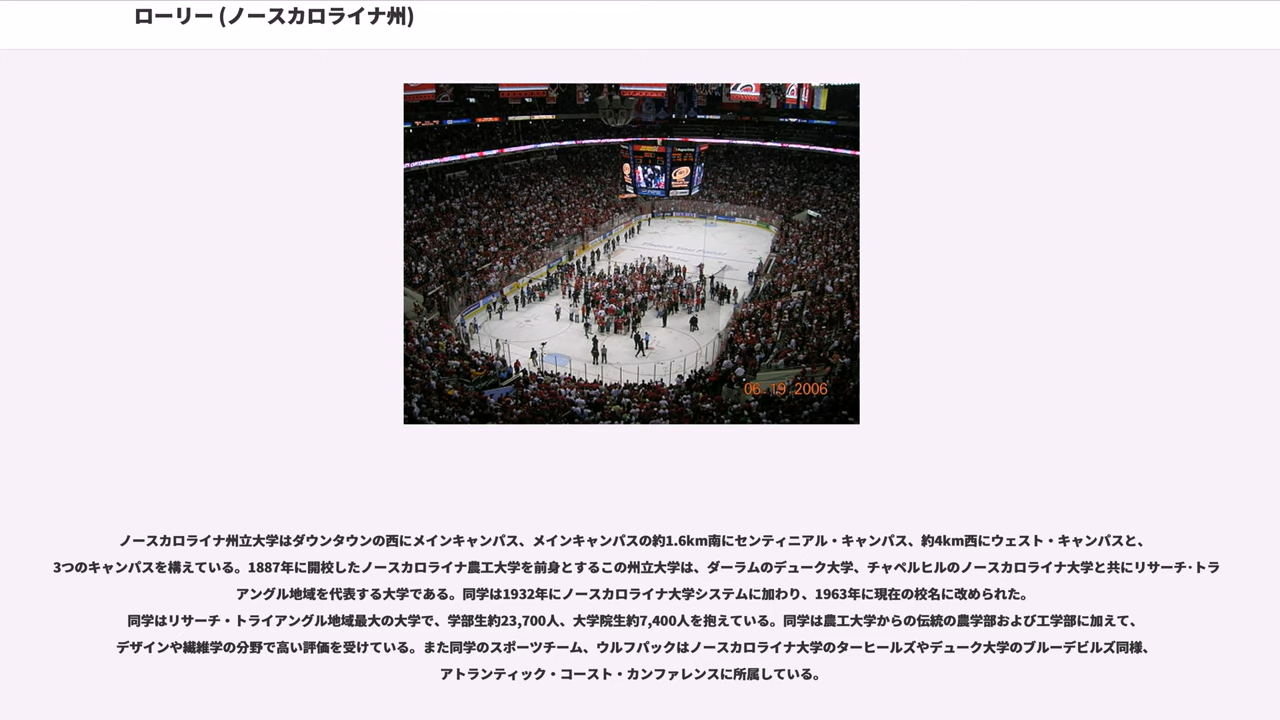 ローリー (ノースカロライナ州)
Thank You Fans!
06 19 2006
ノースカロライナ州立大学はダウンタウンの西にメインキャンパス、メインキャンパスの約1.6km南にセンティニアル・キャンパス、約4km西にウェスト・キャンパスと、
3つのキャンパスを構えている。1887年に開校したノースカロライナ農工大学を前身とするこの州立大学は、ダーラムのデューク大学、チャペルヒルのノースカロライナ大学と共にリサーチ·トラ
アングル地域を代表する大学である。同学は1932年にノースカロライナ大学システムに加わり、1963年に現在の校名に改められた。
同学はリサーチ・トライアングル地域最大の大学で、学部生約23,700人、大学院生約7,400人を抱えている。同学は農工大学からの伝統の農学部および工学部に加えて、
デザインや繊維学の分野で高い評価を受けている。また同学のスポーツチーム、ウルフパックはノースカロライナ大学のターヒールズやデューク大学のブルーデビルズ同様、
アトランティック・コースト・カンファレンスに所属している。